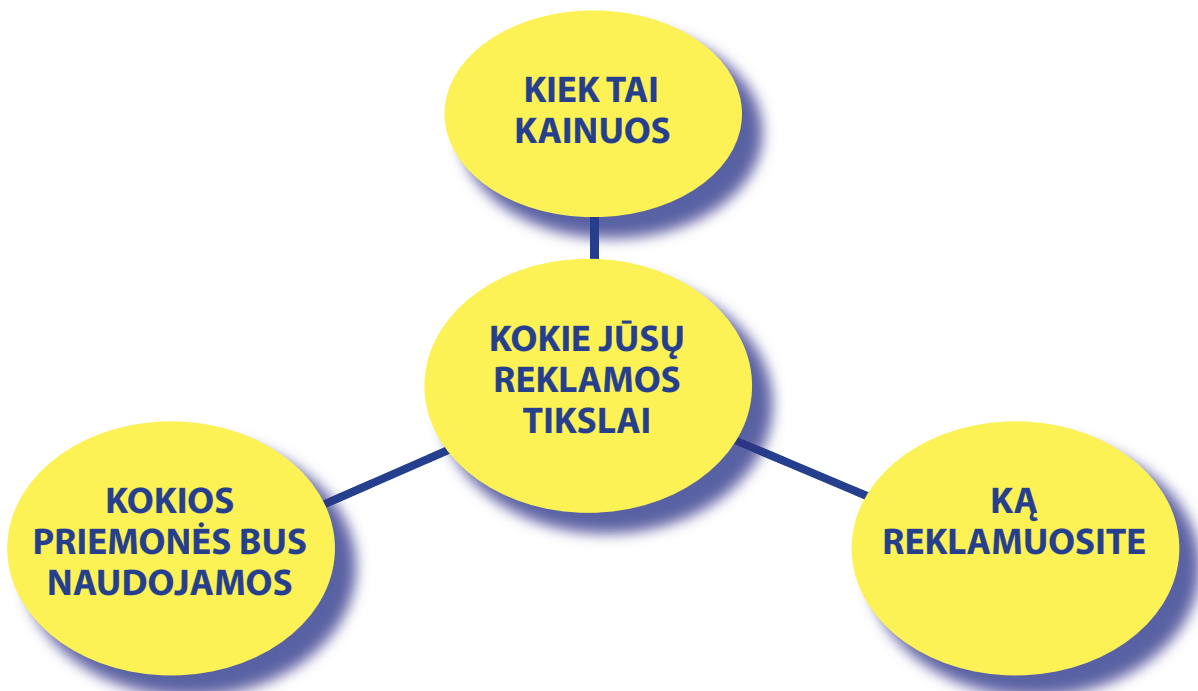 KIEK TAI
KAINUOS
KOKIE JŪSŲ
REKLAMOS
TIKSLAI
KOKIOS
PRIEMONĖS BUS
NAUDOJAMOS
KĄ
REKLAMUOSITE